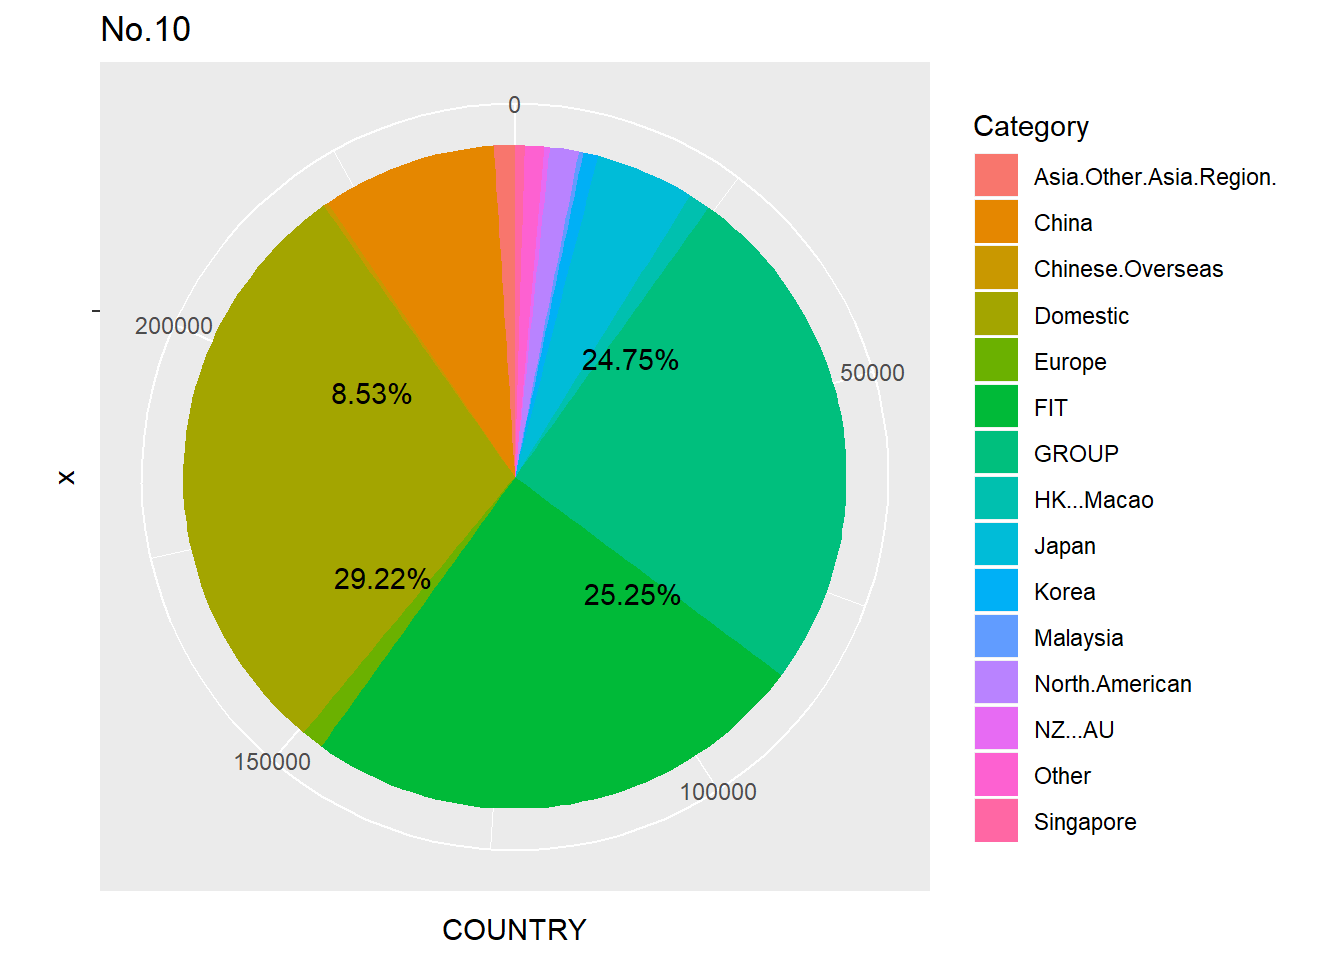 No.10
0
50000
100000
150000
200000
24.75%
8.53%
29.22%
25.25%
x
COUNTRY
Category
Asia.Other.Asia.Region.
China
Chinese.Overseas
Domestic
Europe
FIT
GROUP
HK...Macao
Japan
Korea
Malaysia
North.American
NZ...AU
Other
Singapore